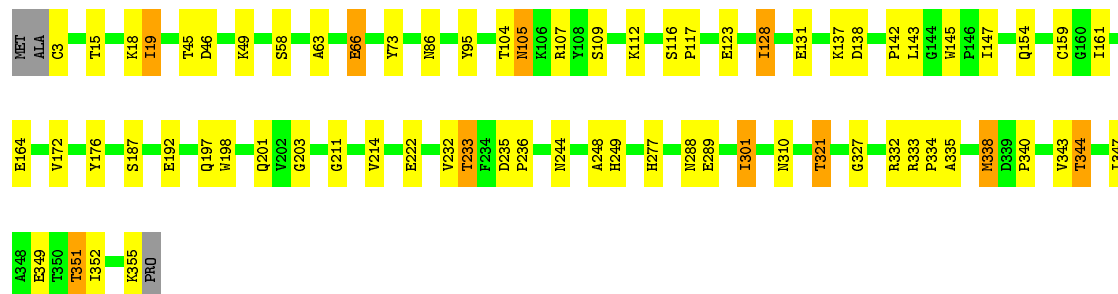 MET ALA C3 T15 K18 I19 T45 D46 K49 S58 A63 E66 Y73 N86 Y95 T104 N105 K106 R107 Y108 S109 K112 S116 P117 E123 I128 E131 K137 D138 P142 L143 G144 W145 P146 I147 Q154 C159 G160 I161
E164 V172 Y176 S187 E192 Q197 W198 Q201 V202 G203 G211 V214 E222 V232 T233 F234 D235 P236 N244 A248 H249 H277 N288 E289 I301 N310 T321 G327 R332 R333 P334 A335 M338 D339 P340 V343 T344
A348 E349 T350 T351 I352 K355 PRO